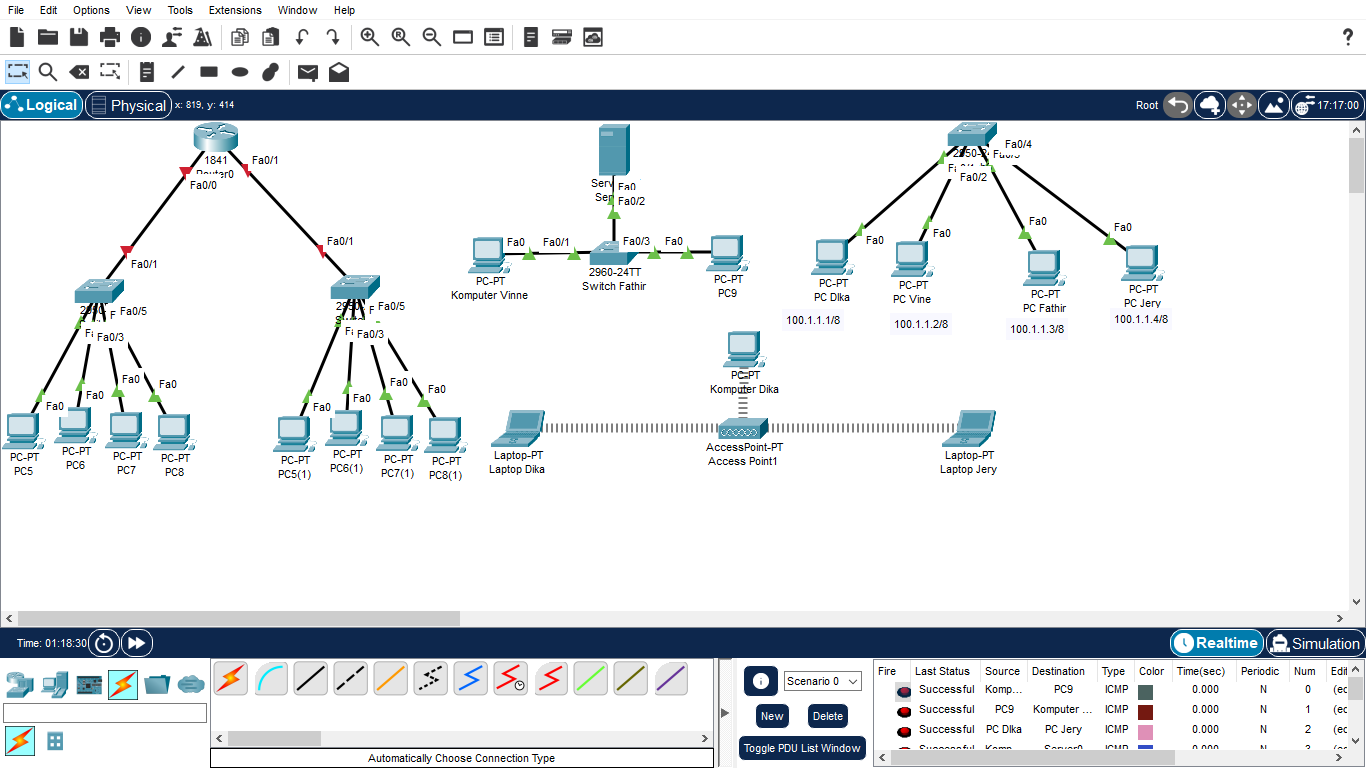 File Edit Options View Tools Extensions Window Help
Logical Physical x: 819, y: 414 Root 17:17:00
1841
Router0
Fa0/0
Fa0/1
Fa0/1
Fa0/1
Fa0/5
Fa0/3
Fa0
Fa0
Fa0
Fa0
PC-PT
PC5
PC-PT
PC6
PC-PT
PC7
PC-PT
PC8
Fa0/5
Fa0/3
Fa0
Fa0
Fa0
Fa0
PC-PT
PC5(1)
PC-PT
PC6(1)
PC-PT
PC7(1)
PC-PT
PC8(1)
Fa0
Fa0/2
Fa0 Fa0/1 Fa0/3 Fa0
PC-PT
Komputer Vinne
2960-24TT
Switch Fathir
PC-PT
PC9
Fa0/4
Fa0/2
Fa0
Fa0
Fa0
Fa0
PC-PT
PC Dlka
100.1.1.1/8
PC-PT
PC Vine
100.1.1.2/8
PC-PT
PC Fathir
100.1.1.3/8
PC-PT
PC Jery
100.1.1.4/8
PC-PT
Komputer Dika
Laptop-PT
Laptop Dika
AccessPoint-PT
Access Point1
Laptop-PT
Laptop Jery
Time: 01:18:30 Realtime Simulation
Automatically Choose Connection Type
Scenario 0
New Delete
Toggle PDU List Window
Fire Last Status Source Destination Type Color Time(sec) Periodic Num Edit
Successful Komp... PC9 ICMP 0.000 N 0 (ec
Successful PC9 Komputer ... ICMP 0.000 N 1 (ec
Successful PC Dlka PC Jery ICMP 0.000 N 2 (ec
Successful Komp... Server0 ICMP 0.000 N 3